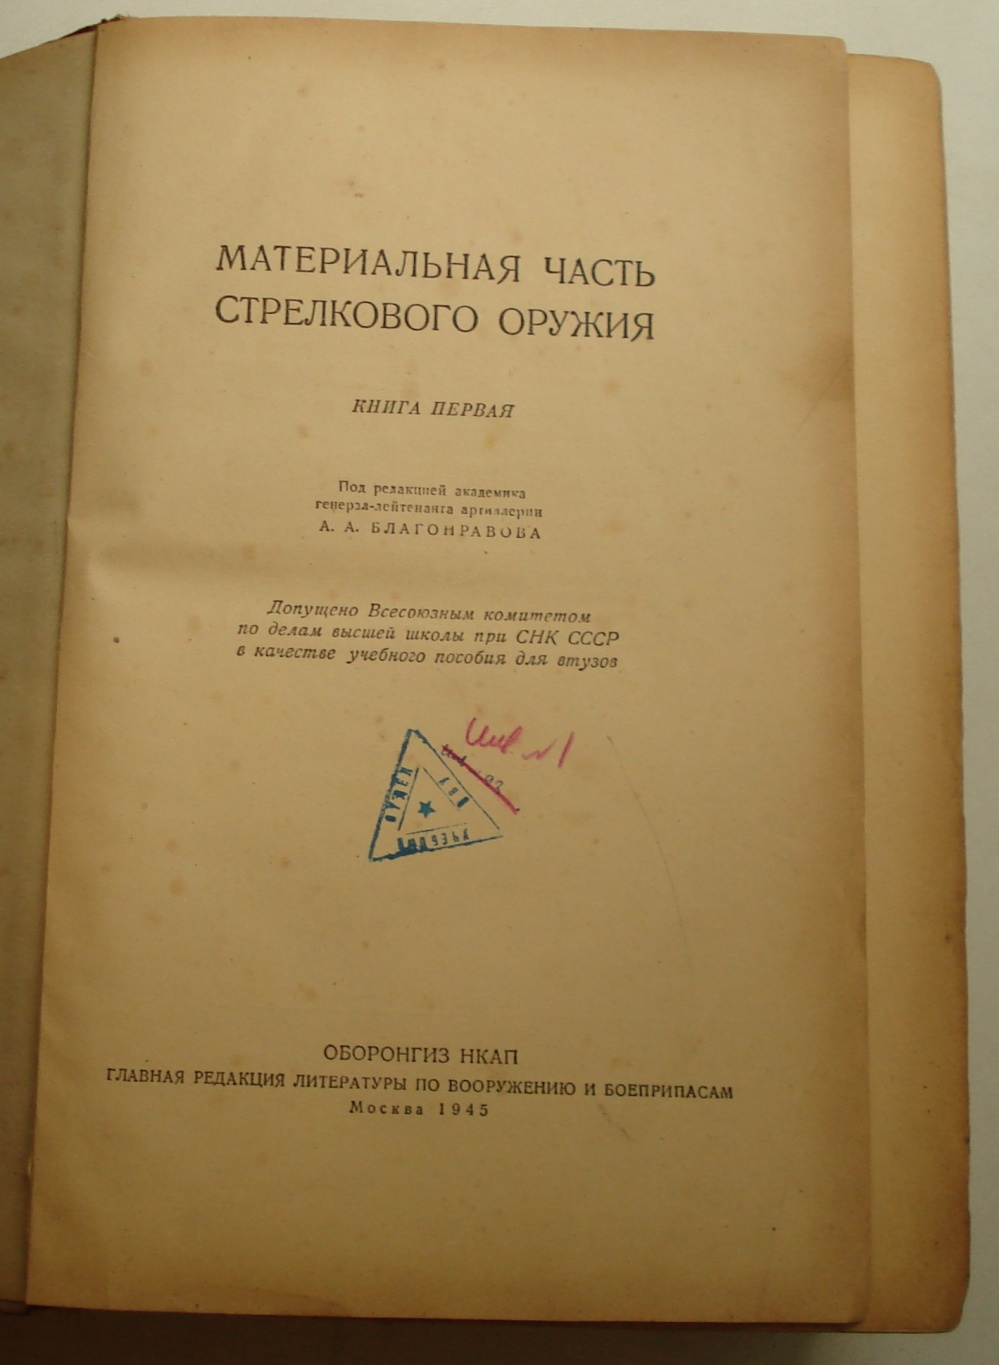 МАТЕРИАЛЬНАЯ ЧАСТЬ
СТРЕЛКОВОГО ОРУЖИЯ
КНИГА ПЕРВАЯ
Под редакцией академика
генерал-лейтенанта артиллерии
А. А. БЛАГОНРАВОВА
Допущено Всесоюзным комитетом
по делам высшей школы при СНК СССР
в качестве учебного пособия для втузов
ОБОРОНГИЗ НКАП
ГЛАВНАЯ РЕДАКЦИЯ ЛИТЕРАТУРЫ ПО ВООРУЖЕНИЮ И БОЕПРИПАСАМ
Москва 1945